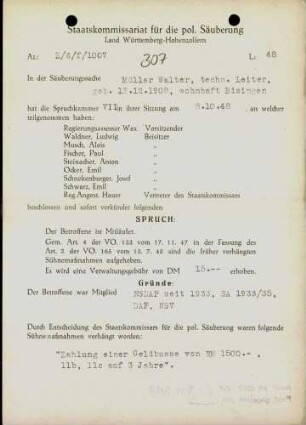 Staatskommissariat für die pol. Säuberung
Land Württemberg-Hohenzollern
Az.: 2/6/T/1007
307
L: 48
In der Säuberungssache Müller Walter, techn. Leiter,
geb. 12.12.1908, wohnhaft Bisingen
hat die Spruchkammer VII in ihrer Sitzung am 8.10.48 an welcher
teilgenommen haben:
Regierungsassessor Wax Vorsitzender
Waldner, Ludwig Beisitzer
Musch, Alois "
Fischer, Paul "
Steinacher, Anton "
Ocker, Emil "
Schneckenburger, Josef "
Schwarz, Emil "
Reg.Angest. Hauer Vertreter des Staatskommissars
beschlossen und sofort verkündet folgenden
SPRUCH:
Der Betroffene ist Mitläufer.
Gem. Art. 4 der VO. 133 vom 17. 11. 47 in der Fassung des
Art. 2 der VO. 165 vom 13. 7. 48 sind die früher verhängten
Sühnemaßnahmen aufgehoben.
Es wird eine Verwaltungsgebühr von DM 15.-- erhoben.
Gründe:
Der Betroffene war Mitglied NSDAF seit 1933, SA 1933/35,
DAF, NSV
Durch Entscheidung des Staatskommissars für die pol. Säuberung waren folgende
Sühnemaßnahmen verhängt worden:
"Zahlung einer Geldbusse von RM 1500.-- ,
11b, 11c auf 3 Jahre".